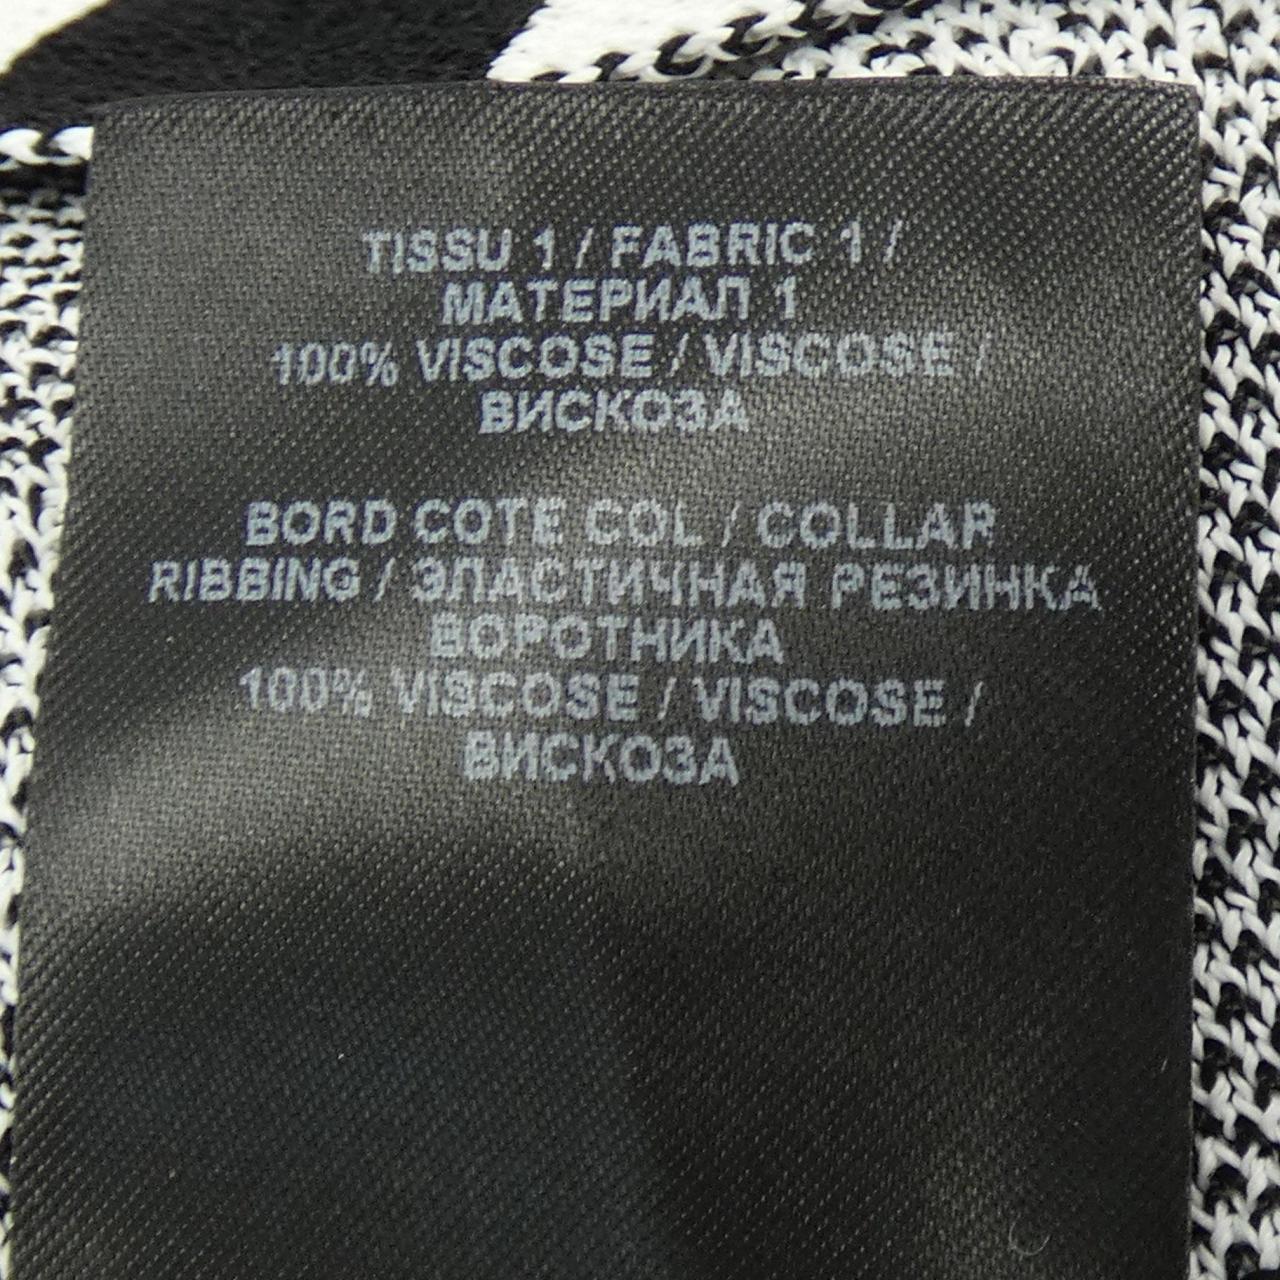 TISSU 1 / FABRIC 1 /
МАТЕРИАЛ 1
100% VISCOSE / VISCOSE /
ВИСКОЗА
BORD COTE COL / COLLAR
RIBBING / ЭЛАСТИЧНАЯ РЕЗИНКА
ВОРОТНИКА
100% VISCOSE / VISCOSE /
ВИСКОЗА